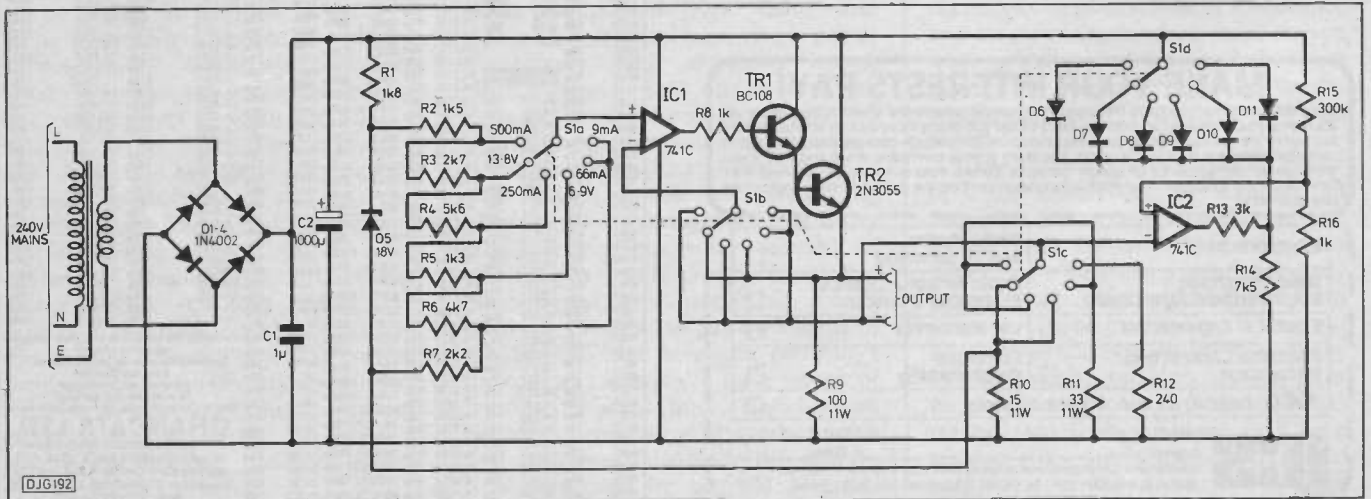 L
240V
MAINS
N
E
D1-4
1N4002
C1
1µ
+
C2
1000µ
R1
1k8
D5
18V
R2 1k5
R3 2k7
R4 5k6
R5 1k3
R6 4k7
R7 2k2
500mA
S1a
9mA
13·8V
66mA
250mA
6·9V
IC1
+
−
741C
R8 1k
TR1
BC108
TR2
2N3055
S1b
+
OUTPUT
−
R9
100
11W
S1c
R10
15
11W
R11
33
11W
R12
240
S1d
D6
D7
D8
D9
D10
D11
IC2
+
−
741C
R13 3k
R14
7k5
R15
300k
R16
1k
DJG192